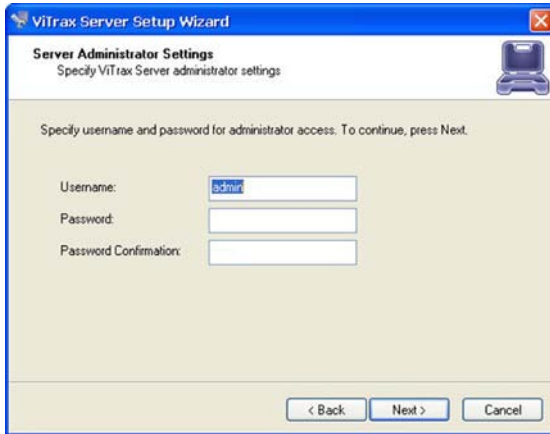 ViTrax Server Setup Wizard
Server Administrator Settings
Specify ViTrax Server administrator settings
Specify username and password for administrator access. To continue, press Next.
Username:
admin
Password:
Password Confirmation:
< Back
Next >
Cancel